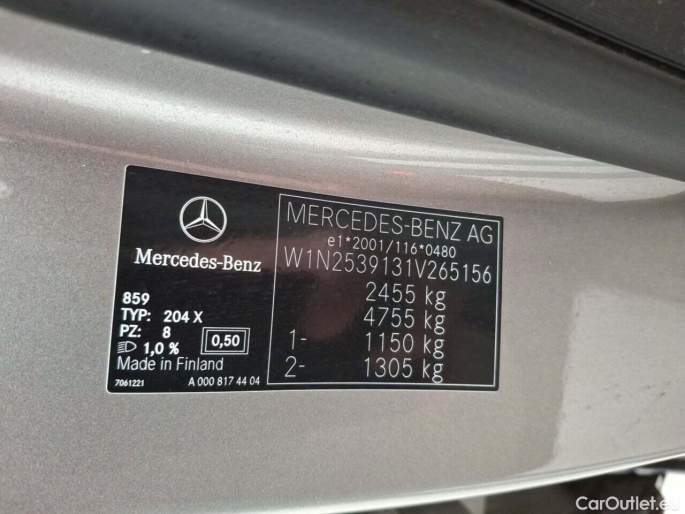 Mercedes-Benz
859
TYP: 204 X
PZ: 8
1,0 %
0,50
Made in Finland
7061221 A 000 817 44 04
MERCEDES-BENZ AG
e1*2001/116*0480
W1N2539131V265156
2455 kg
4755 kg
1- 1150 kg
2- 1305 kg
CarOutlet.eu